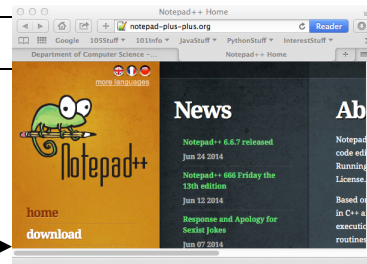 Notepad++ Home
notepad-plus-plus.org
Reader
Google 105Stuff 101Info JavaStuff PythonStuff InterestStuff
Department of Computer Science –...
Notepad++ Home
more languages
Notepad++
home
download
News
Notepad++ 6.6.7 released
Jun 24 2014
Notepad++ 666 Friday the
13th edition
Jun 12 2014
Response and Apology for
Sexist Jokes
Jun 07 2014
Ab
Notepad
code edi
Running
License.
Based on
in C++ a
executio
routines